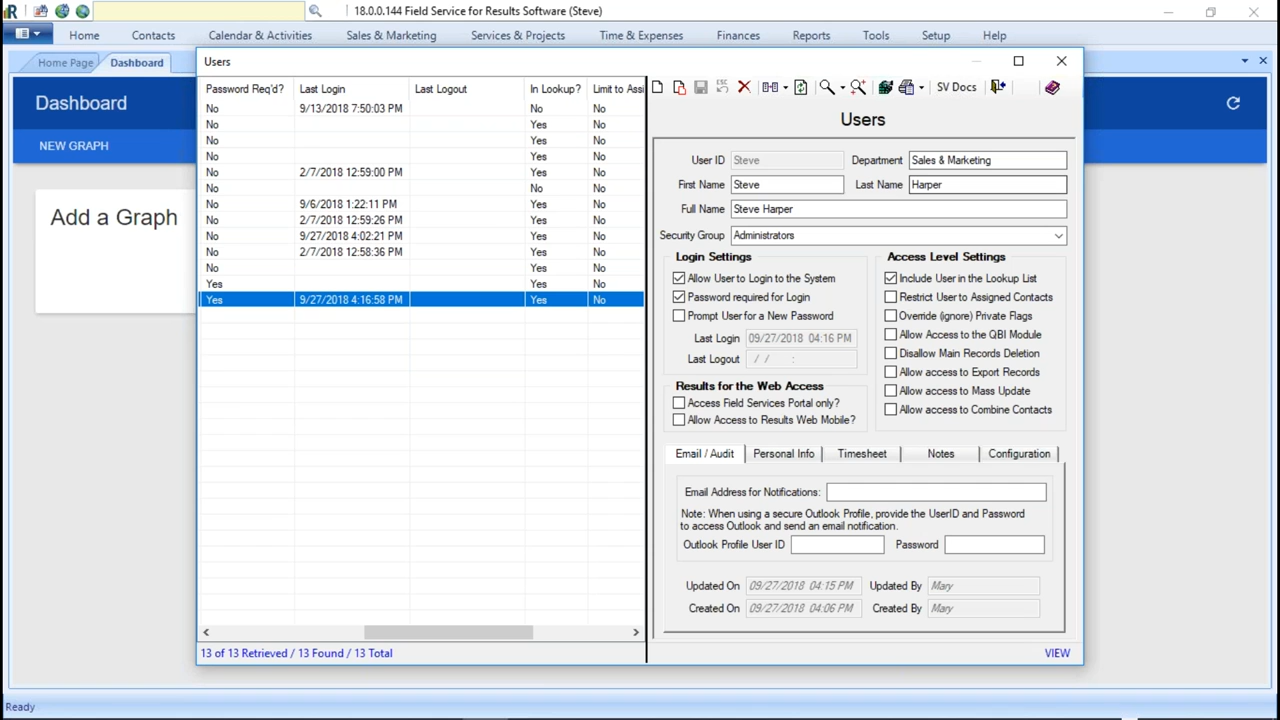 18.0.0.144 Field Service for Results Software (Steve)
Home Contacts Calendar & Activities Sales & Marketing Services & Projects Time & Expenses Finances Reports Tools Setup Help
Home Page Dashboard
Dashboard
NEW GRAPH
Add a Graph
Users
Password Req'd? Last Login Last Logout In Lookup? Limit to Assi
No 9/13/2018 7:50:03 PM No No
No Yes No
No Yes No
No Yes No
No 2/7/2018 12:59:00 PM Yes No
No No No
No 9/6/2018 1:22:11 PM Yes No
No 2/7/2018 12:59:26 PM Yes No
No 9/27/2018 4:02:21 PM Yes No
No 2/7/2018 12:58:36 PM Yes No
No Yes No
Yes Yes No
Yes 9/27/2018 4:16:58 PM Yes No
13 of 13 Retrieved / 13 Found / 13 Total
ESC SV Docs
Users
User ID Steve Department Sales & Marketing
First Name Steve Last Name Harper
Full Name Steve Harper
Security Group Administrators
Login Settings
Allow User to Login to the System
Password required for Login
Prompt User for a New Password
Last Login 09/27/2018 04:16 PM
Last Logout / / :
Results for the Web Access
Access Field Services Portal only?
Allow Access to Results Web Mobile?
Access Level Settings
Include User in the Lookup List
Restrict User to Assigned Contacts
Override (ignore) Private Flags
Allow Access to the QBI Module
Disallow Main Records Deletion
Allow access to Export Records
Allow access to Mass Update
Allow access to Combine Contacts
Email / Audit Personal Info Timesheet Notes Configuration
Email Address for Notifications:
Note: When using a secure Outlook Profile, provide the UserID and Password
to access Outlook and send an email notification.
Outlook Profile User ID Password
Updated On 09/27/2018 04:15 PM Updated By Mary
Created On 09/27/2018 04:06 PM Created By Mary
VIEW
Ready